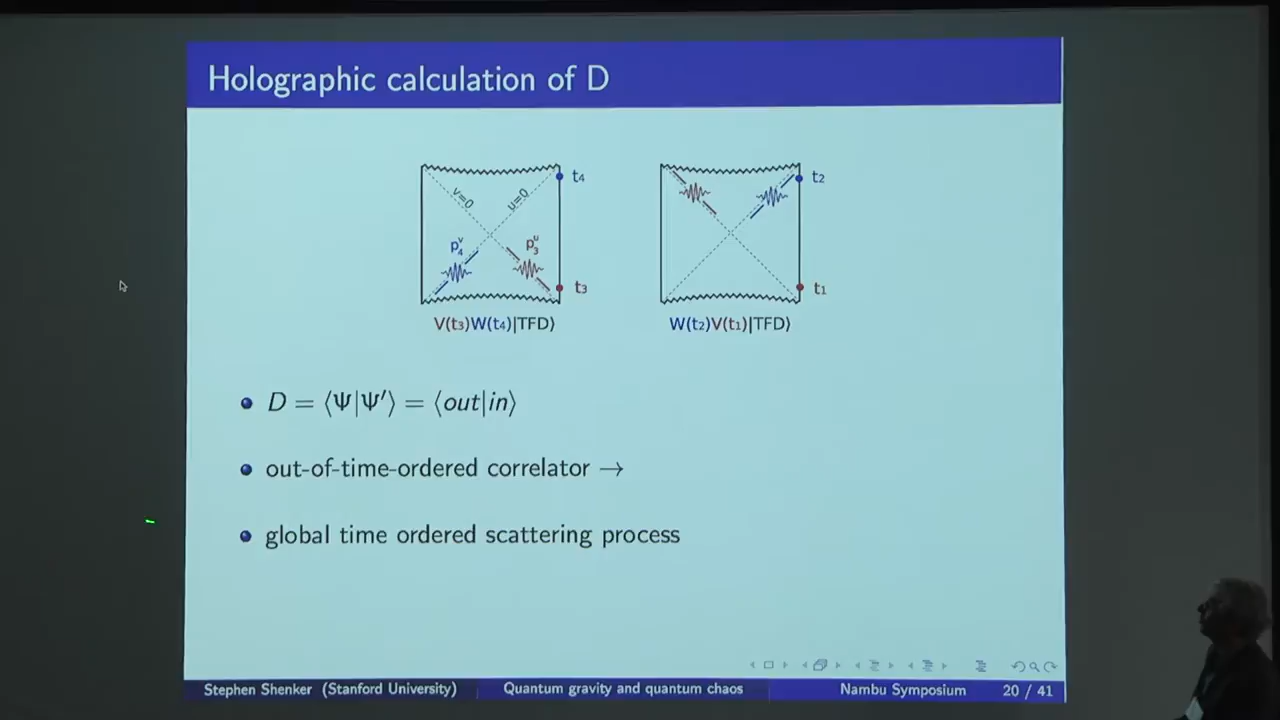 Holographic calculation of D
v=0
u=0
t₄
p₄ᵛ
p₃ᵘ
t₃
V(t₃)W(t₄)|TFD⟩
t₂
t₁
W(t₂)V(t₁)|TFD⟩
D = ⟨Ψ|Ψ′⟩ = ⟨out|in⟩
out-of-time-ordered correlator →
global time ordered scattering process
Stephen Shenker (Stanford University)
Quantum gravity and quantum chaos
Nambu Symposium
20 / 41